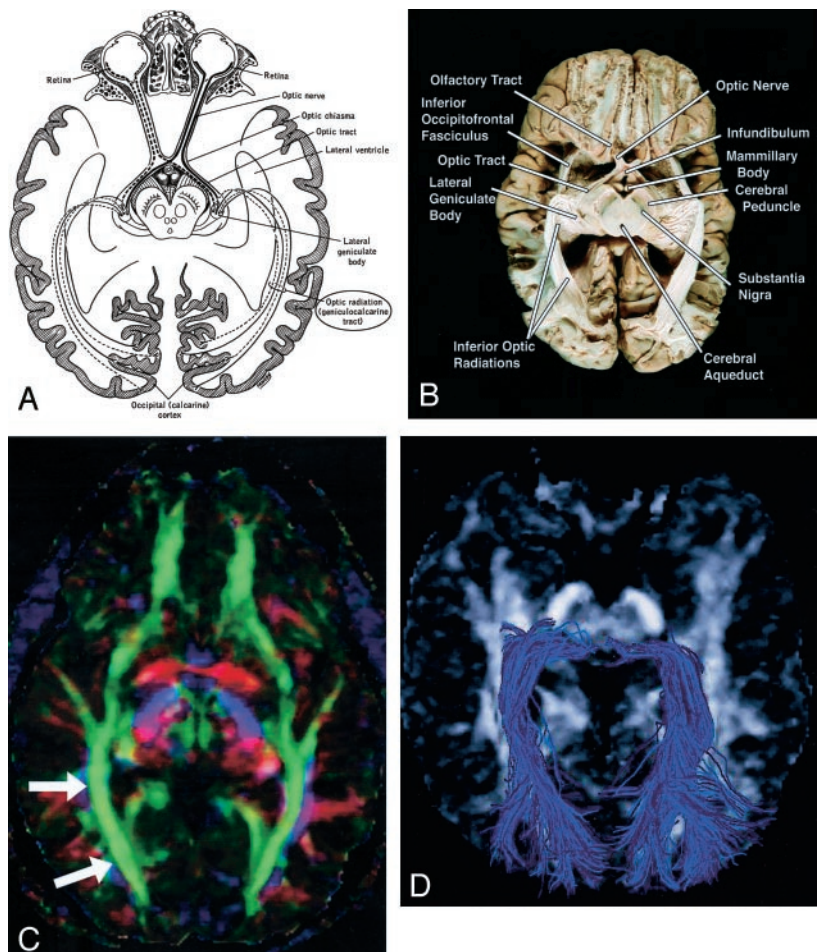 Retina
Retina
Optic nerve
Optic chiasma
Optic tract
Lateral ventricle
Lateral
geniculate
body
Optic radiation
(geniculocalcarine
tract)
Occipital (calcarine)
cortex
A
Olfactory Tract
Inferior
Occipitofrontal
Fasciculus
Optic Tract
Lateral
Geniculate
Body
Inferior Optic
Radiations
Optic Nerve
Infundibulum
Mammillary
Body
Cerebral
Peduncle
Substantia
Nigra
Cerebral
Aqueduct
B
C
D